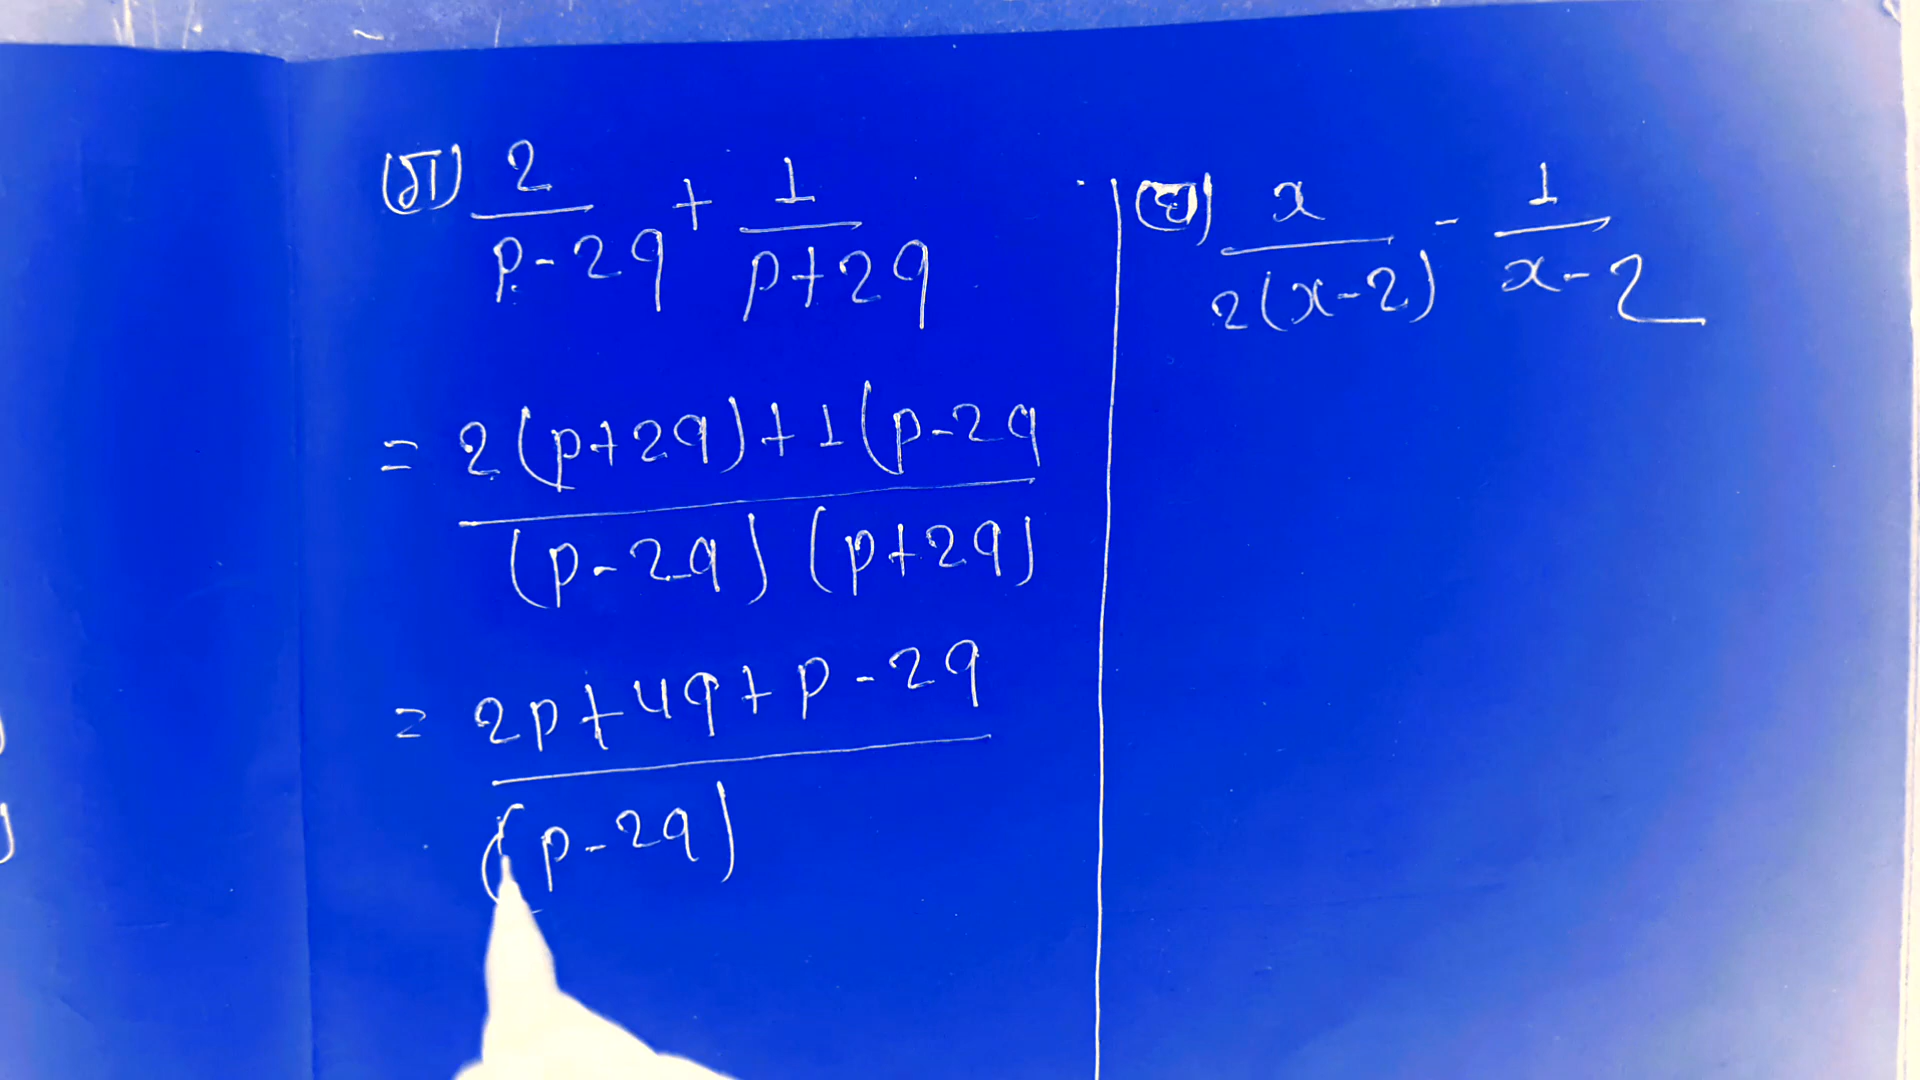 (গ) 2/(p-2q) + 1/(p+2q)
= 2(p+2q)+1(p-2q / (p-2q)(p+2q)
= 2p+4q+p-2q / (p-2q)
(ঘ) x/2(x-2) - 1/(x-2)